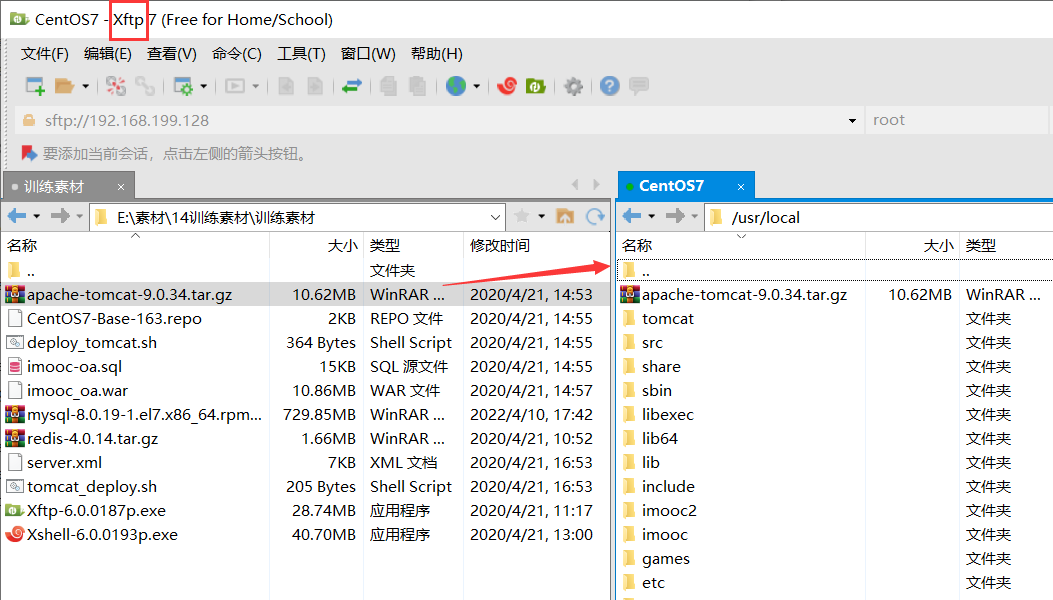 CentOS7 - Xftp 7 (Free for Home/School)
文件(F) 编辑(E) 查看(V) 命令(C) 工具(T) 窗口(W) 帮助(H)
sftp://192.168.199.128 root
要添加当前会话，点击左侧的箭头按钮。
训练素材 × CentOS7 ×
E:\素材\14训练素材\训练素材 /usr/local
名称 大小 类型 修改时间 名称 大小 类型
.. 文件夹 ..
apache-tomcat-9.0.34.tar.gz 10.62MB WinRAR ... 2020/4/21, 14:53 apache-tomcat-9.0.34.tar.gz 10.62MB WinRAR ...
CentOS7-Base-163.repo 2KB REPO 文件 2020/4/21, 14:55 tomcat 文件夹
deploy_tomcat.sh 364 Bytes Shell Script 2020/4/21, 14:55 src 文件夹
imooc-oa.sql 15KB SQL 源文件 2020/4/21, 14:55 share 文件夹
imooc_oa.war 10.86MB WAR 文件 2020/4/21, 14:57 sbin 文件夹
mysql-8.0.19-1.el7.x86_64.rpm... 729.85MB WinRAR ... 2022/4/10, 17:42 libexec 文件夹
redis-4.0.14.tar.gz 1.66MB WinRAR ... 2020/4/21, 10:52 lib64 文件夹
server.xml 7KB XML 文档 2020/4/21, 16:53 lib 文件夹
tomcat_deploy.sh 205 Bytes Shell Script 2020/4/21, 16:53 include 文件夹
Xftp-6.0.0187p.exe 28.74MB 应用程序 2020/4/21, 11:17 imooc2 文件夹
Xshell-6.0.0193p.exe 40.70MB 应用程序 2020/4/21, 13:00 imooc 文件夹
games 文件夹
etc 文件夹